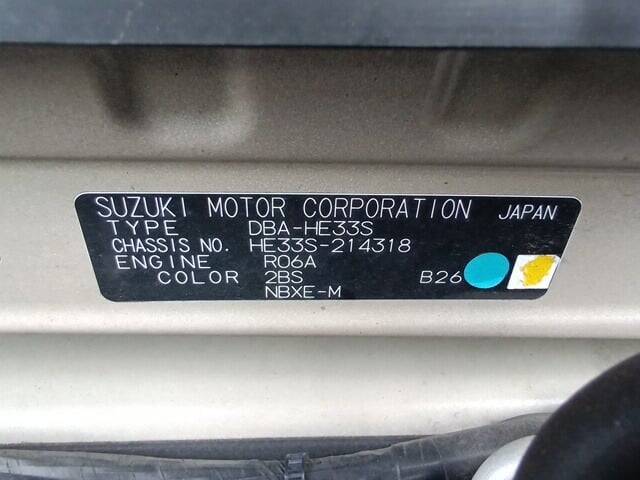 SUZUKI MOTOR CORPORATION JAPAN
TYPE DBA-HE33S
CHASSIS NO. HE33S-214318
ENGINE R06A
COLOR 2BS B26
NBXE-M